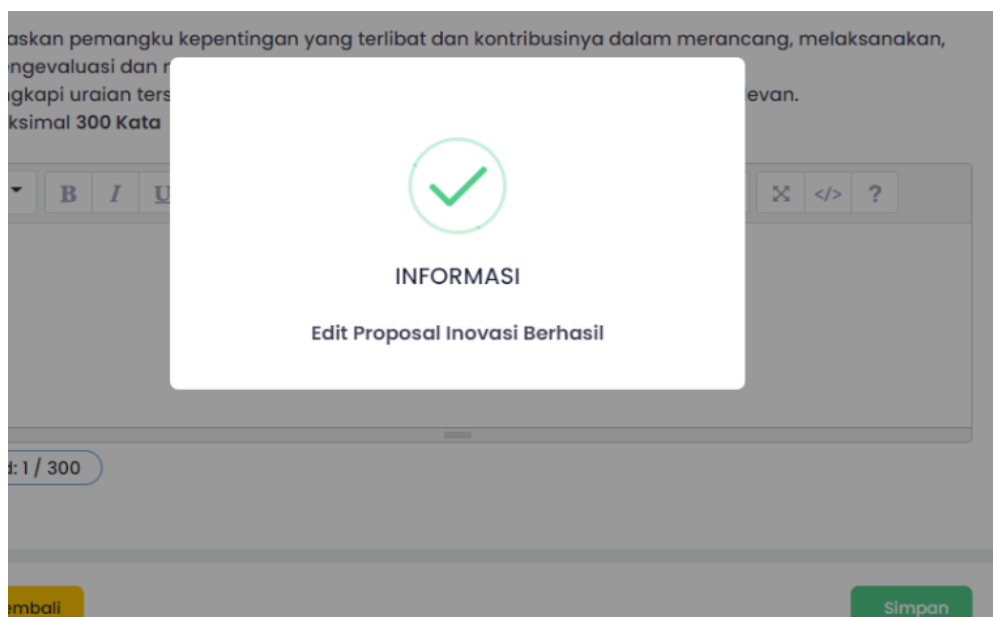 askan pemangku kepentingan yang terlibat dan kontribusinya dalam merancang, melaksanakan,
ngevaluasi dan
gkapi uraian ters evan.
ksimal 300 Kata
B I U </> ?
INFORMASI
Edit Proposal Inovasi Berhasil
d: 1 / 300
embali Simpan